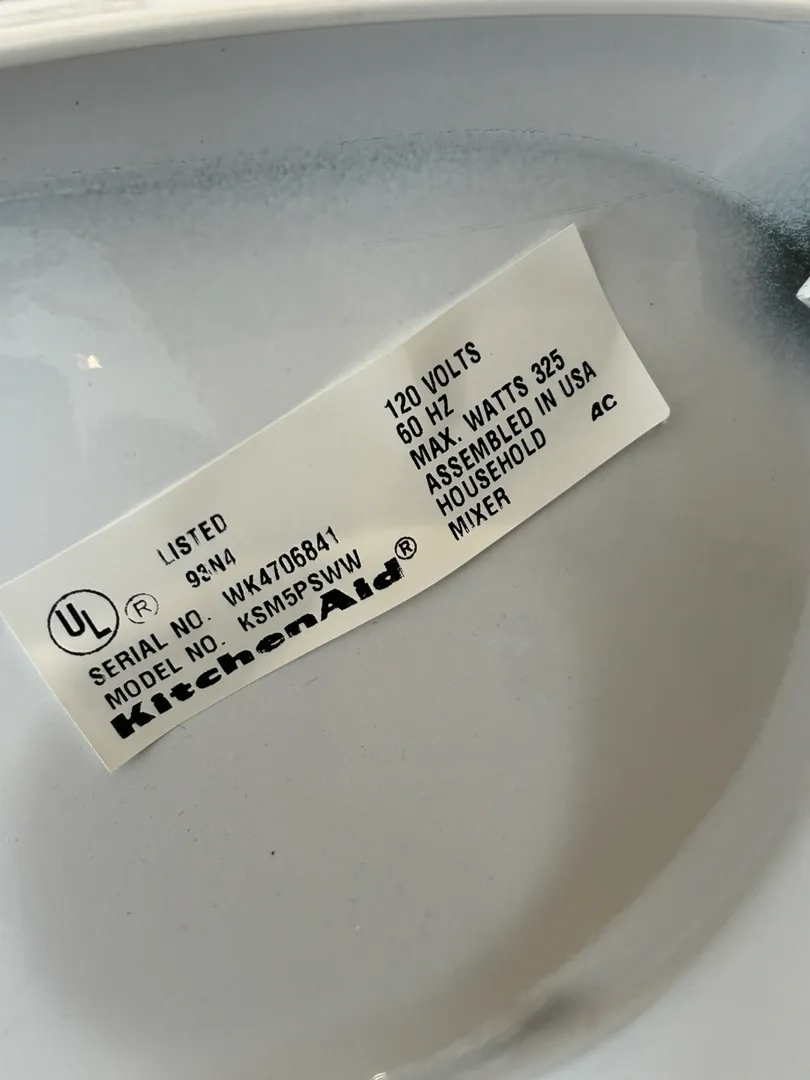 UL ® LISTED
93N4
SERIAL NO. WK4706841
MODEL NO. KSM5PSWW
KitchenAid®
120 VOLTS
60 HZ
MAX. WATTS 325
ASSEMBLED IN USA
HOUSEHOLD AC
MIXER